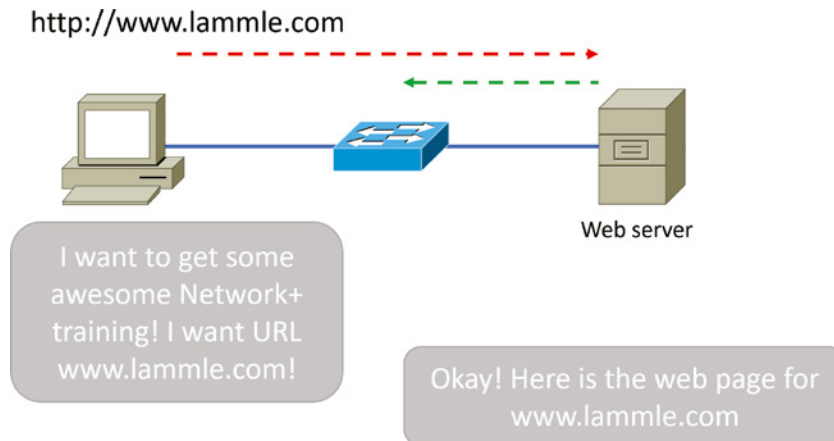 http://www.lammle.com
Web server
I want to get some
awesome Network+
training! I want URL
www.lammle.com!
Okay! Here is the web page for
www.lammle.com